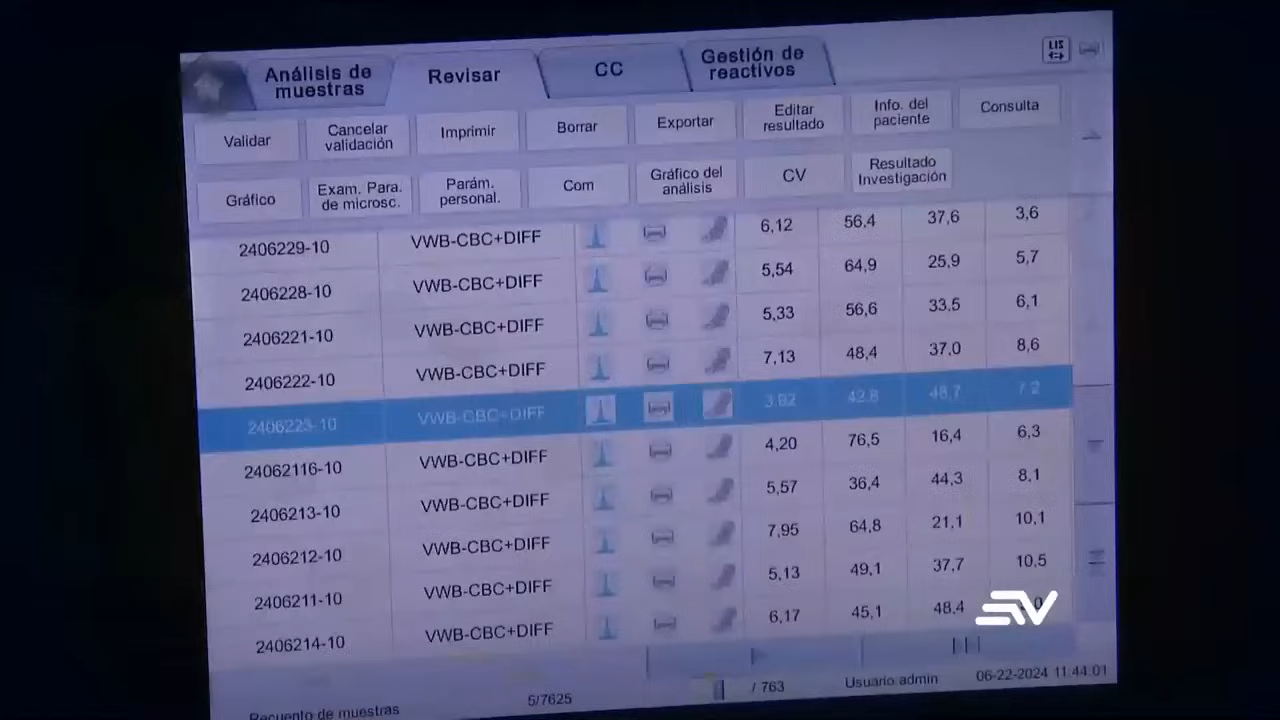 Análisis de
muestras
Revisar
CC
Gestión de
reactivos
LIS
Validar
Cancelar
validación
Imprimir
Borrar
Exportar
Editar
resultado
Info. del
paciente
Consulta
Gráfico
Exam. Para.
de microsc.
Parám.
personal.
Com
Gráfico del
análisis
CV
Resultado
Investigación
2406229-10 VWB-CBC+DIFF 6,12 56,4 37,6 3,6
2406228-10 VWB-CBC+DIFF 5,54 64,9 25,9 5,7
2406221-10 VWB-CBC+DIFF 5,33 56,6 33,5 6,1
2406222-10 VWB-CBC+DIFF 7,13 48,4 37,0 8,6
2406223-10 VWB-CBC+DIFF 3,92 42,8 48,7
24062116-10 VWB-CBC+DIFF 4,20 76,5 16,4 6,3
2406213-10 VWB-CBC+DIFF 5,57 36,4 44,3 8,1
2406212-10 VWB-CBC+DIFF 7,95 64,8 21,1 10,1
2406211-10 VWB-CBC+DIFF 5,13 49,1 37,7 10,5
2406214-10 VWB-CBC+DIFF 6,17 45,1 48,4
Recuento de muestras 5/7625 / 763 Usuario admin 06-22-2024 11:44:01